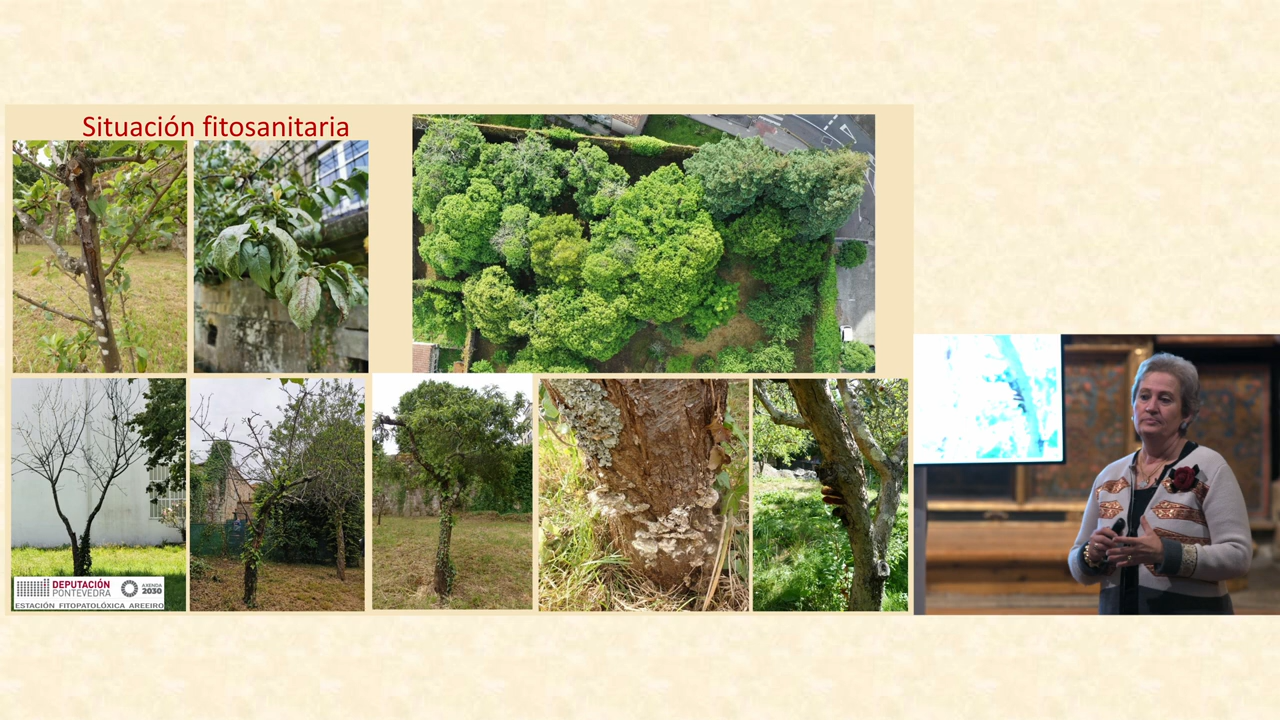 Situación fitosanitaria
DEPUTACIÓN
PONTEVEDRA
AXENDA
2030
ESTACIÓN FITOPATOLÓXICA AREEIRO